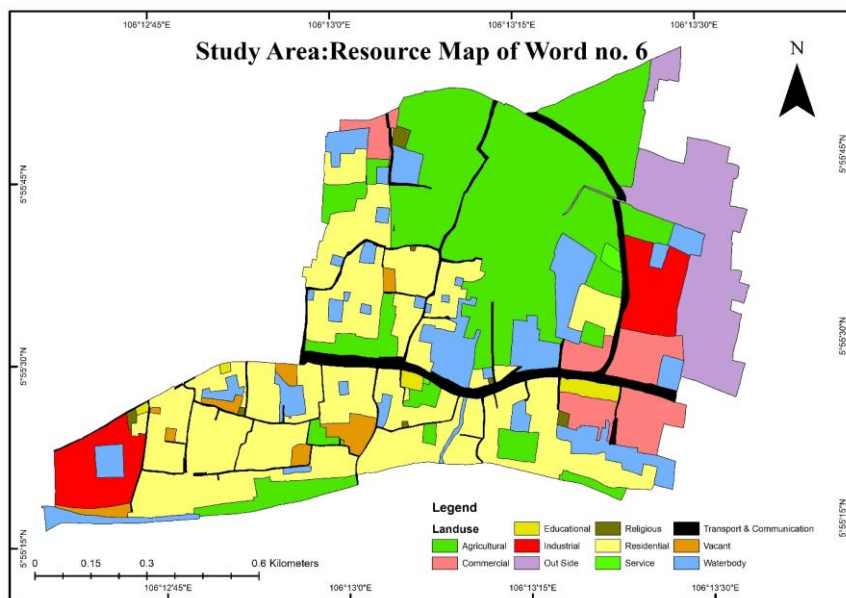 106°12'45"E 106°13'0"E 106°13'15"E 106°13'30"E
Study Area:Resource Map of Word no. 6
N
5°55'45"N 5°55'45"N
5°55'30"N 5°55'30"N
5°55'15"N 5°55'15"N
Legend
Landuse
Agricultural
Commercial
Educational
Industrial
Out Side
Religious
Residential
Service
Transport & Communication
Vacant
Waterbody
0 0.15 0.3 0.6 Kilometers
106°12'45"E 106°13'0"E 106°13'15"E 106°13'30"E